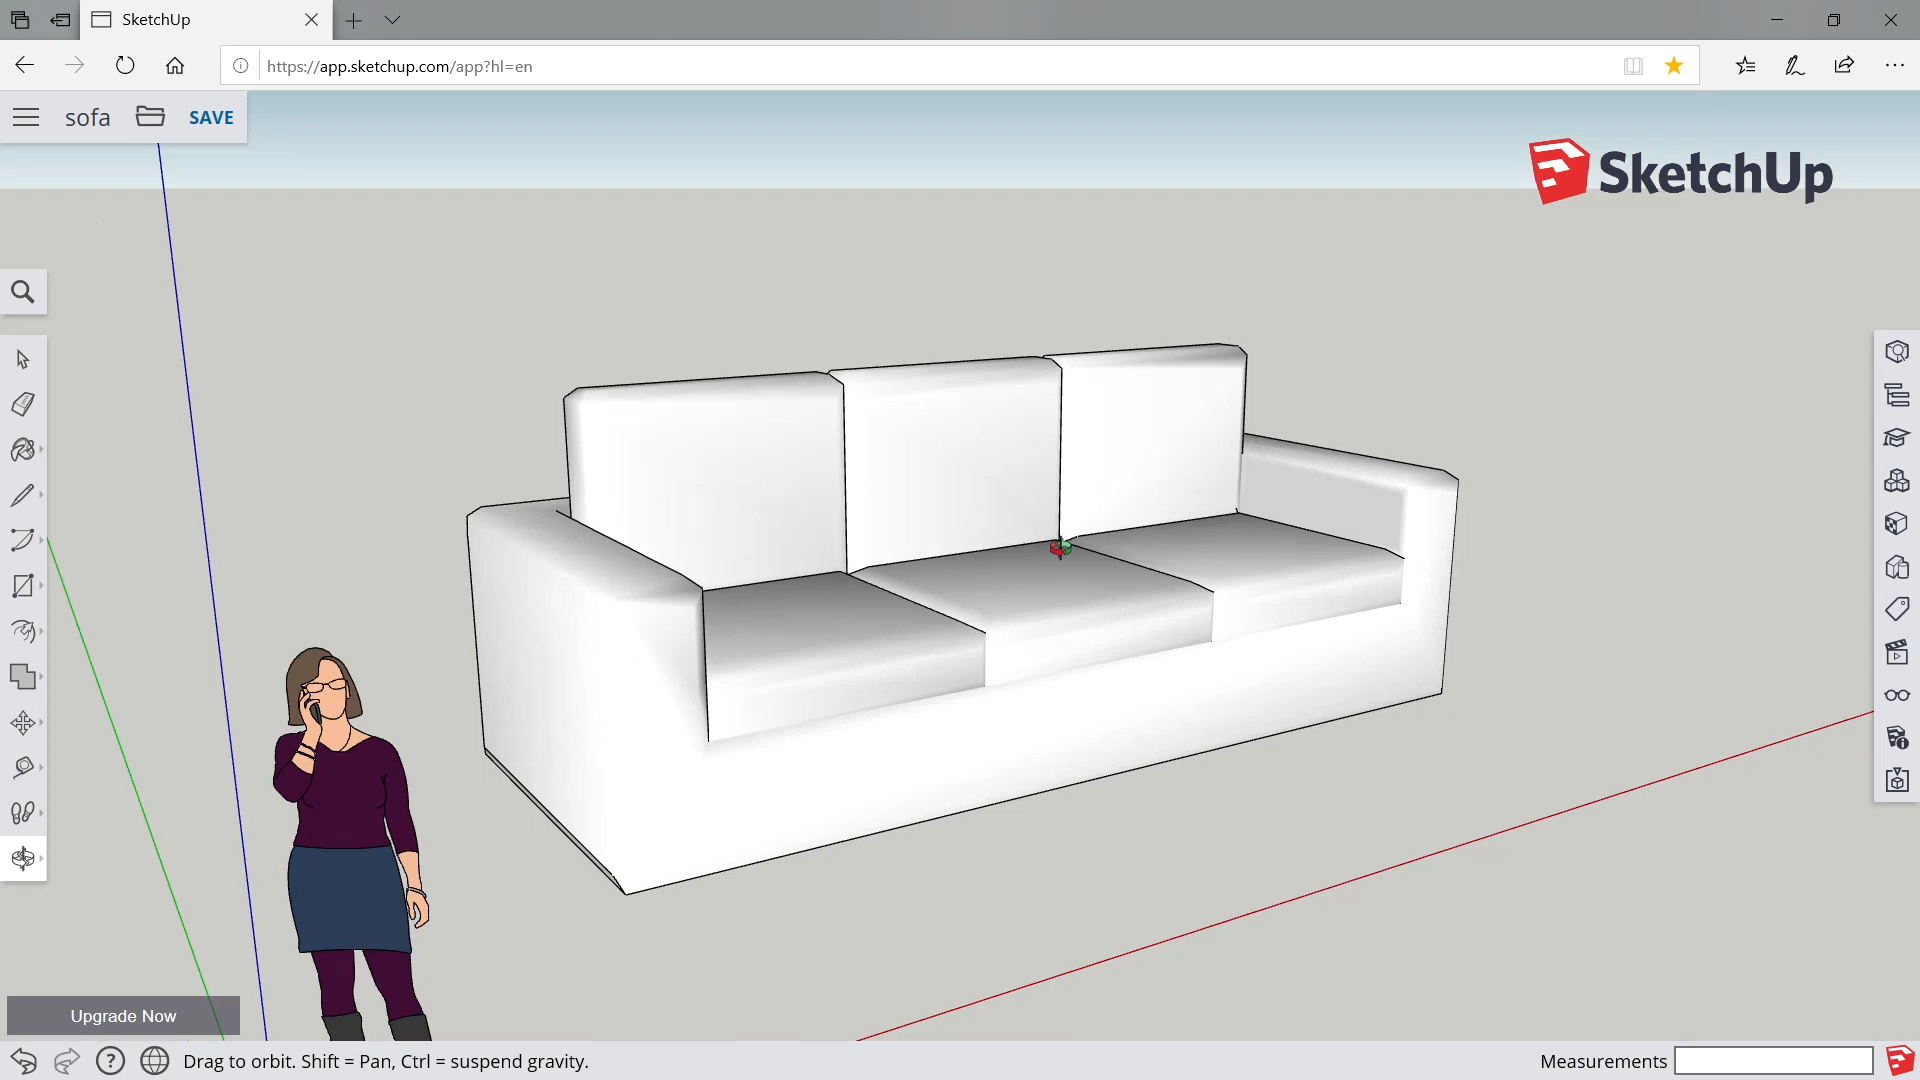 SketchUp
https://app.sketchup.com/app?hl=en
sofa
SAVE
SketchUp
Upgrade Now
Drag to orbit. Shift = Pan, Ctrl = suspend gravity.
Measurements